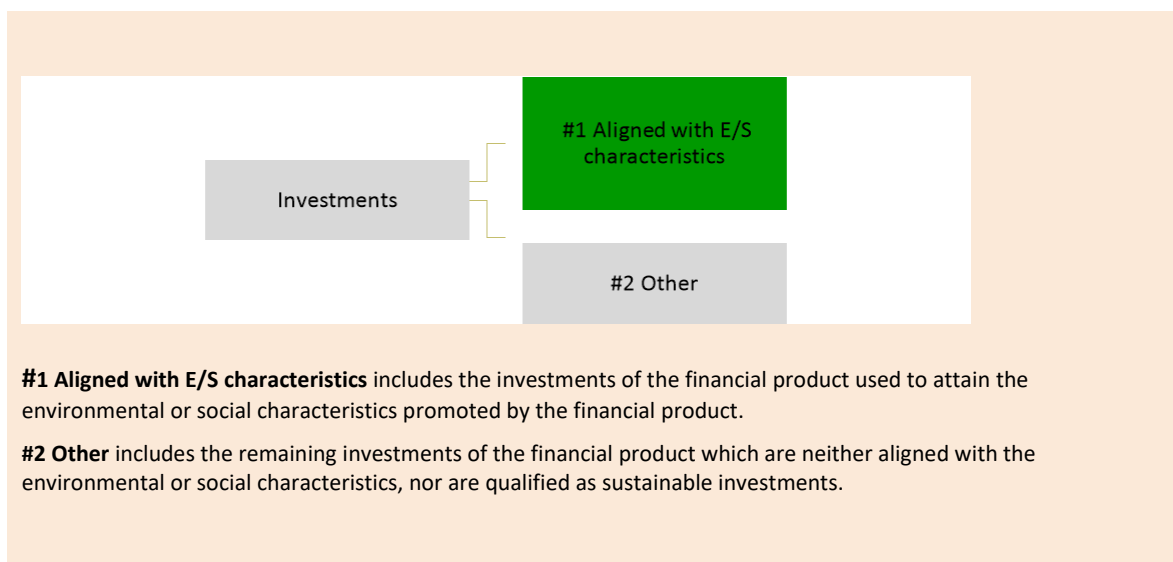 #1 Aligned with E/S
characteristics
Investments
#2 Other
#1 Aligned with E/S characteristics includes the investments of the financial product used to attain the
environmental or social characteristics promoted by the financial product.
#2 Other includes the remaining investments of the financial product which are neither aligned with the
environmental or social characteristics, nor are qualified as sustainable investments.